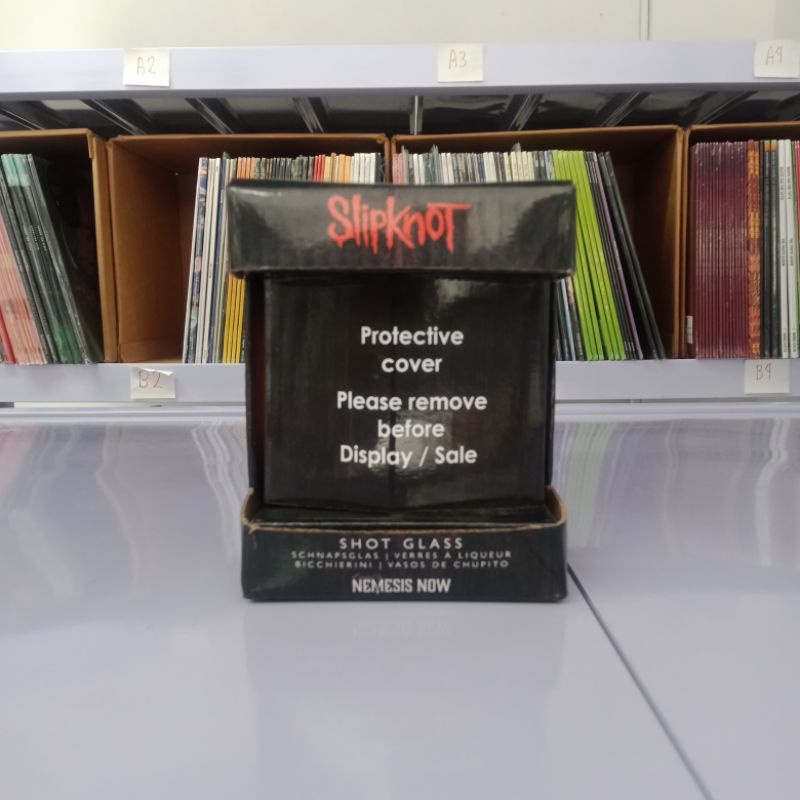 A2
A3
A4
Slipknot
Protective
cover
Please remove
before
Display / Sale
B2
B4
SHOT GLASS
SCHNAPSGLAS | VERRES À LIQUEUR
BICCHIERINI | VASOS DE CHUPITO
NEMESIS NOW